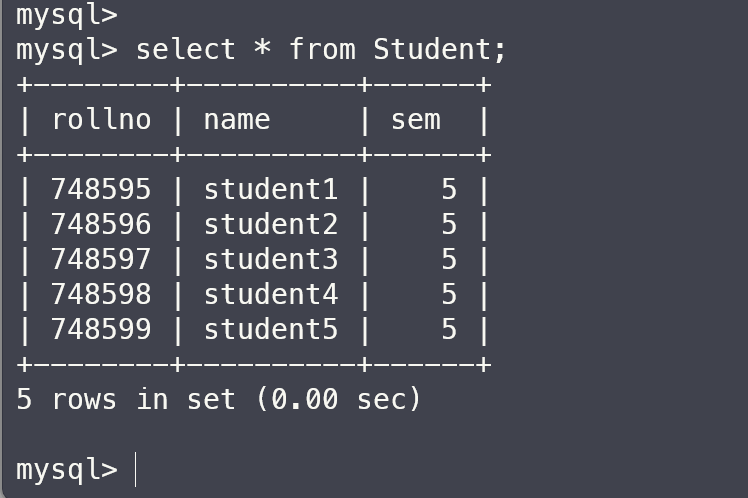 mysql>
mysql> select * from Student;
+--------+----------+------+
| rollno | name     | sem  |
+--------+----------+------+
| 748595 | student1 |    5 |
| 748596 | student2 |    5 |
| 748597 | student3 |    5 |
| 748598 | student4 |    5 |
| 748599 | student5 |    5 |
+--------+----------+------+
5 rows in set (0.00 sec)
mysql>